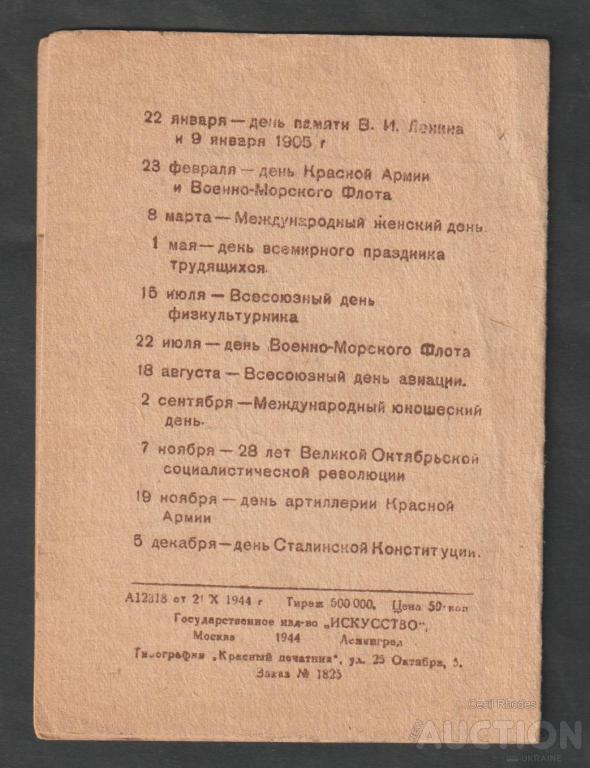 22 января — день памяти В. И. Ленина
и 9 января 1905 г
23 февраля — день Красной Армии
и Военно-Морского Флота
8 марта — Международный женский день.
1 мая — день всемирного праздника
трудящихся.
15 июля — Всесоюзный день
физкультурника
22 июля — день Военно-Морского Флота
18 августа — Всесоюзный день авиации.
2 сентября — Международный юношеский
день.
7 ноября — 28 лет Великой Октябрьской
социалистической революции
19 ноября — день артиллерии Красной
Армии
5 декабря — день Сталинской Конституции.
А12318 от X 1944 г Тираж 500 000. Цена 50 коп
Государственное изд-во „ИСКУССТВО",
Москва 1944 Ленинград
Типография „Красный печатник", ул. 25 Октября, 5.
Заказ № 1825
Cecil Rhodes
AUCTION
UKRAINE